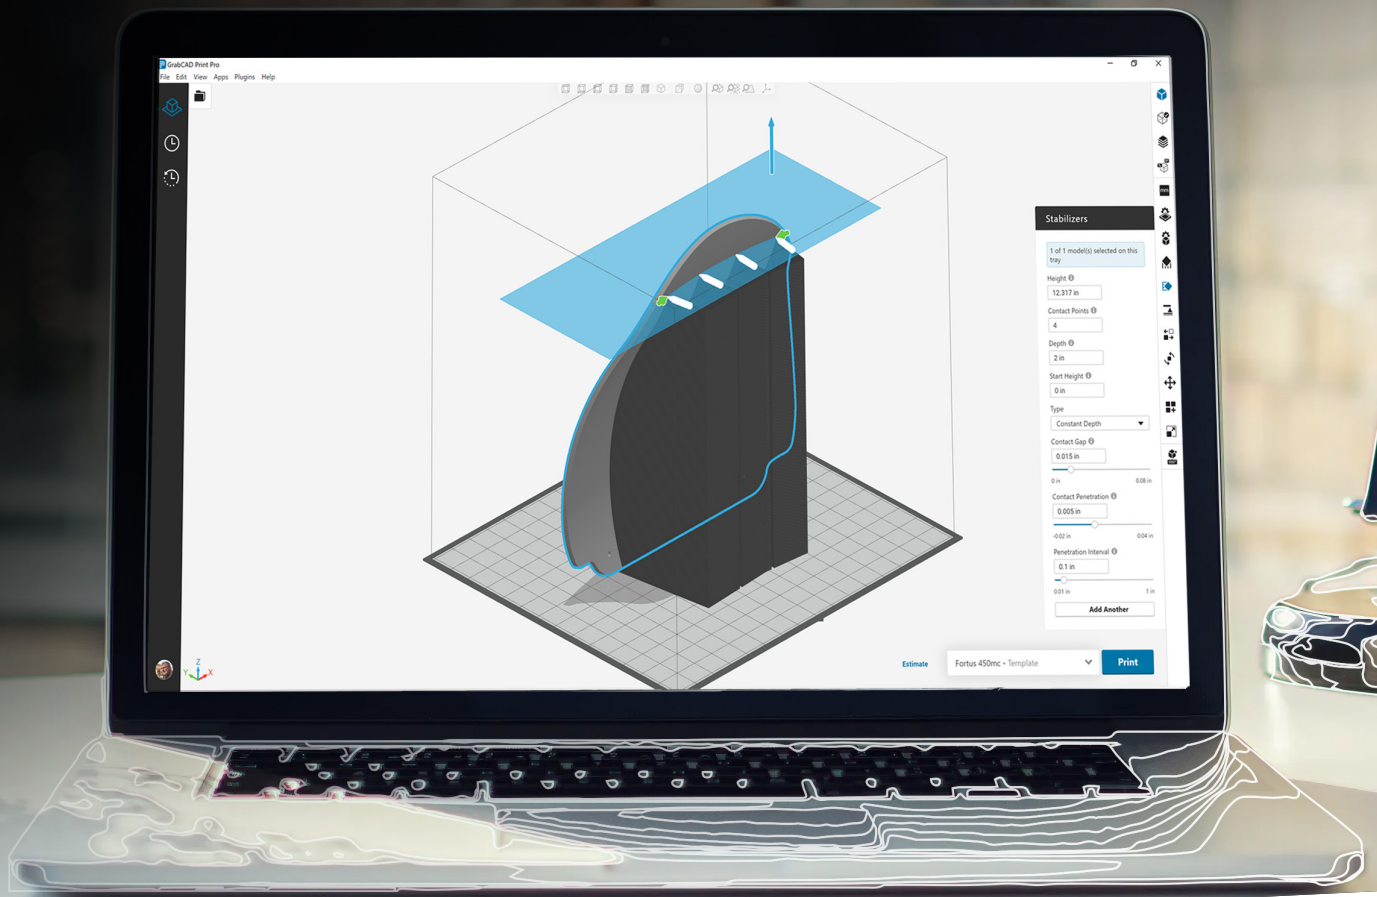 GrabCAD Print Pro
File Edit View Apps Plugins Help
Stabilizers
1 of 1 model(s) selected on this
tray
Height
12.317 in
Contact Points
4
Depth
2 in
Start Height
0 in
Type
Constant Depth
Contact Gap
0.015 in
0 in 0.08 in
Contact Penetration
0.005 in
-0.02 in 0.04 in
Penetration Interval
0.1 in
0.01 in 1 in
Add Another
Z
Y X
Estimate
Fortus 450mc • Template
Print